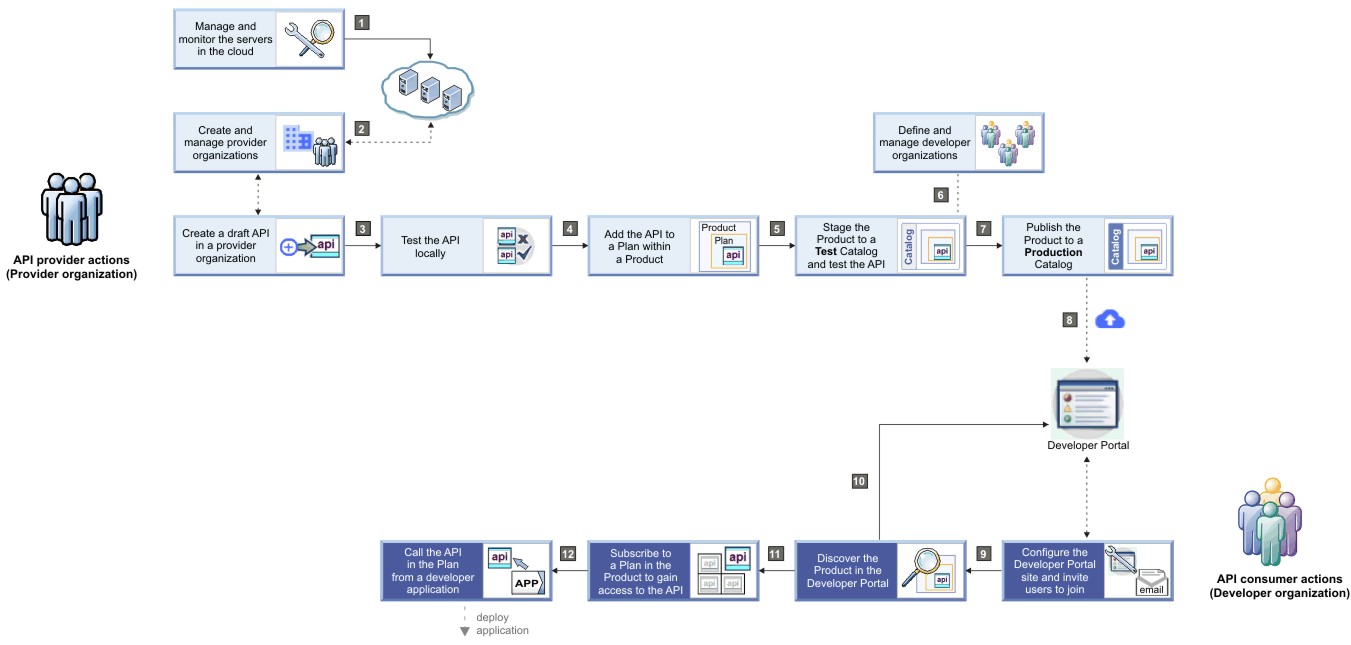 Manage and
monitor the servers
in the cloud
1
Create and
manage provider
organizations
2
Define and
manage developer
organizations
API provider actions
(Provider organization)
Create a draft API
in a provider
organization
api
3
Test the API
locally
api
api
4
Add the API to
a Plan within
a Product
Product
Plan
api
5
Stage the
Product to a
Test Catalog
and test the API
Catalog
api
6
7
Publish the
Product to a
Production
Catalog
Catalog
api
8
Developer Portal
10
API consumer actions
(Developer organization)
Configure the
Developer Portal
site and invite
users to join
email
9
Discover the
Product in the
Developer Portal
api
11
Subscribe to
a Plan in the
Product to gain
access to the API
api
api
api
api
12
Call the API
in the Plan
from a developer
application
api
APP
deploy
application